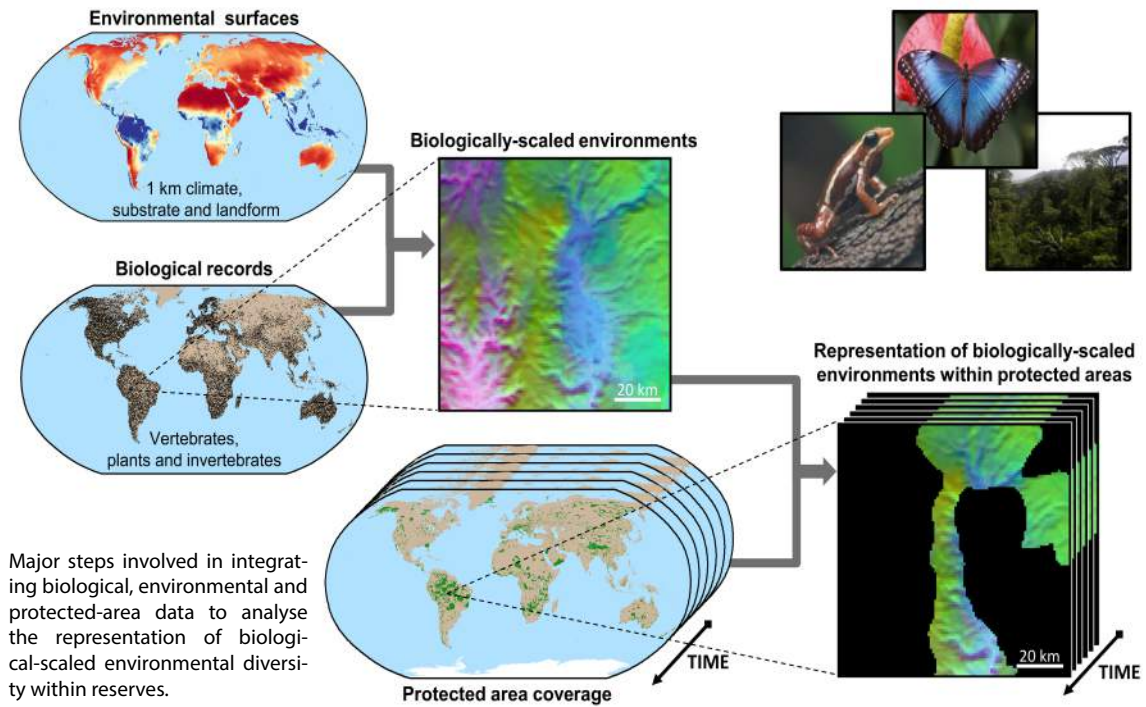 Environmental surfaces
1 km climate,
substrate and landform
Biological records
Vertebrates,
plants and invertebrates
Biologically-scaled environments
20 km
Representation of biologically-scaled
environments within protected areas
20 km
TIME
Protected area coverage
TIME
Major steps involved in integrat-
ing biological, environmental and
protected-area data to analyse
the representation of biologi-
cal-scaled environmental diversi-
ty within reserves.